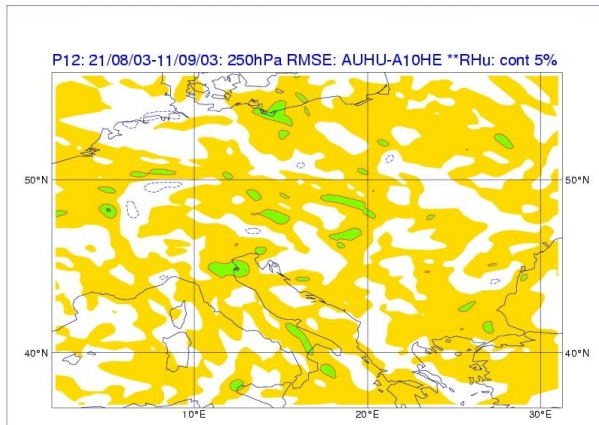 P12: 21/08/03-11/09/03: 250hPa RMSE: AUHU-A10HE **RHu: cont 5%
50°N 50°N
40°N 40°N
10°E 20°E 30°E